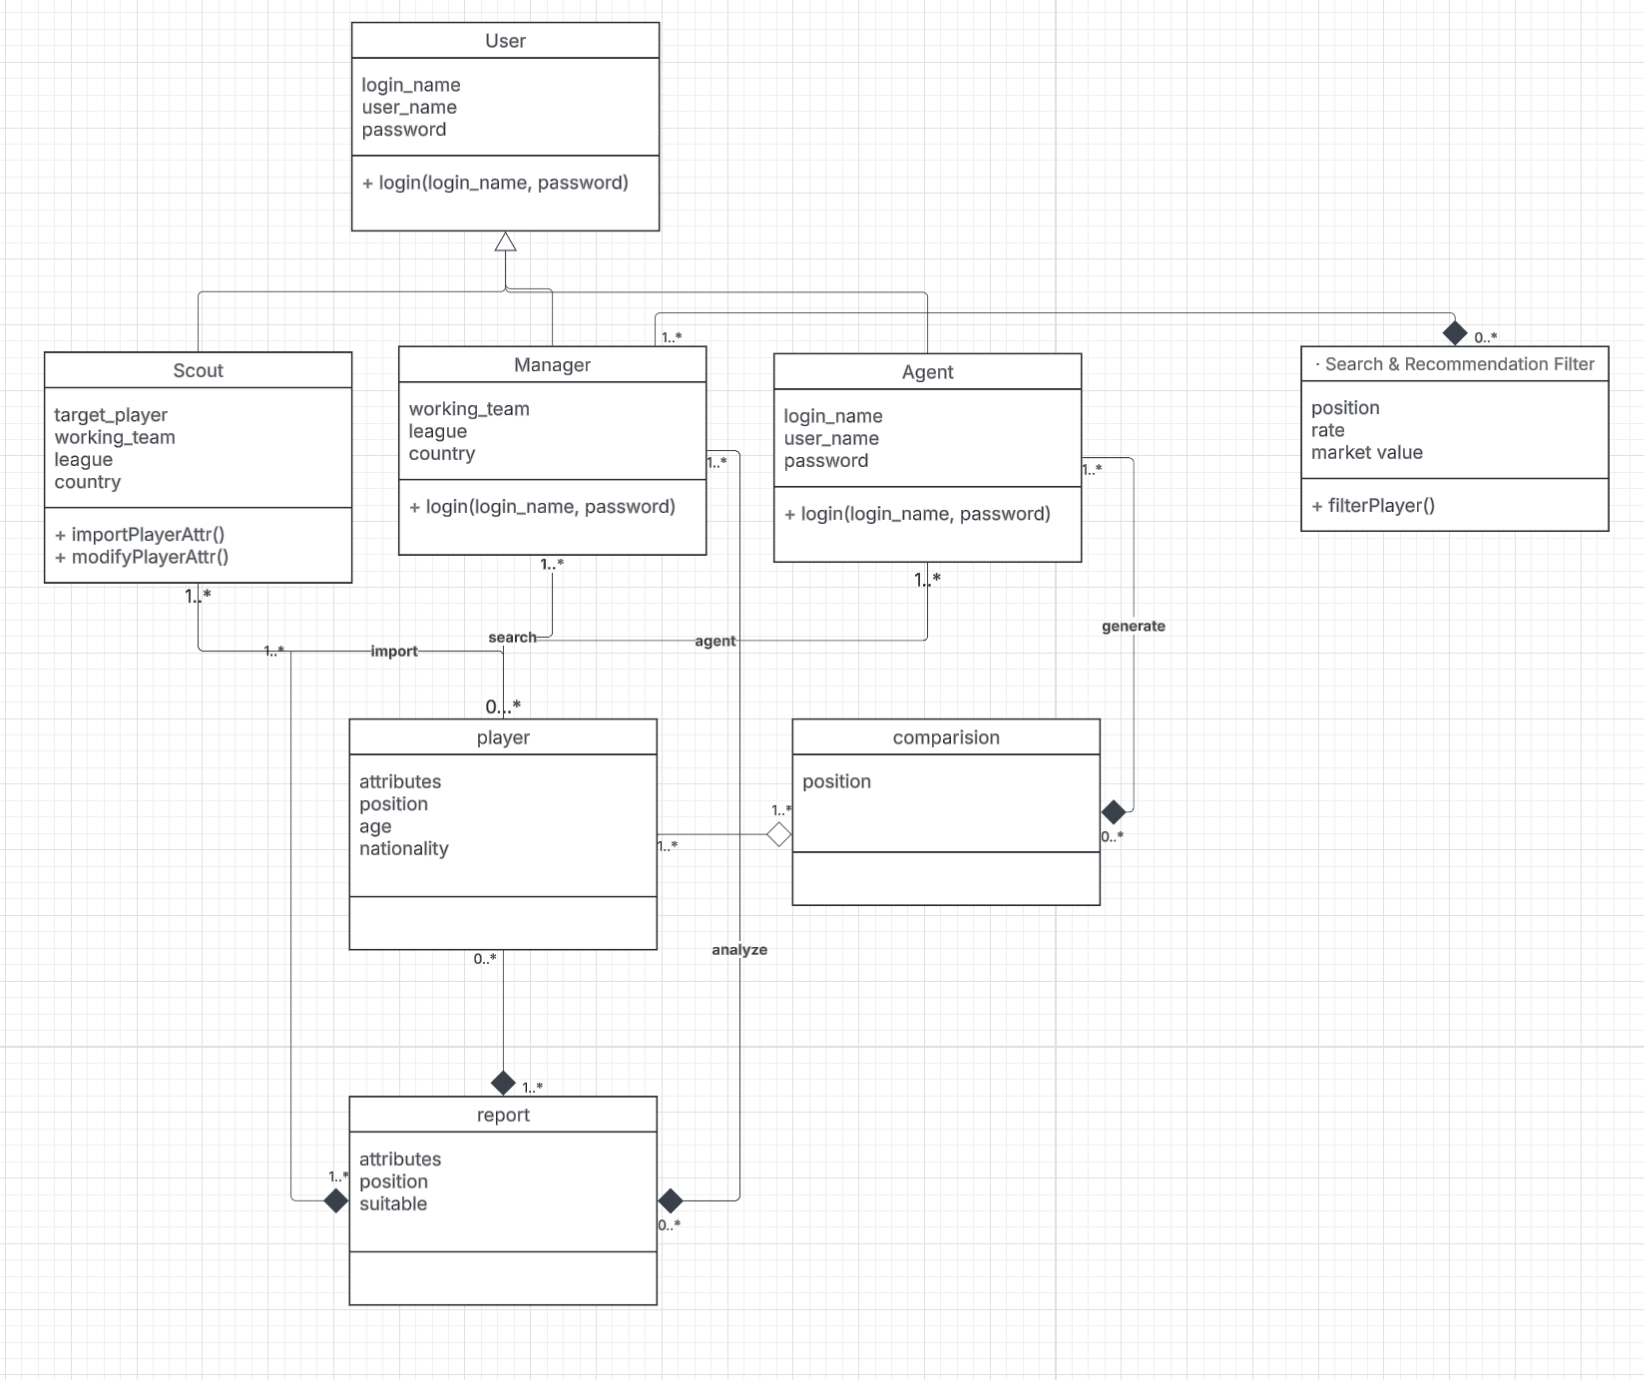 User
login_name
user_name
password
+ login(login_name, password)
1..*
0..*
Scout
target_player
working_team
league
country
+ importPlayerAttr()
+ modifyPlayerAttr()
1..*
Manager
working_team
league
country
+ login(login_name, password)
1..*
1..*
Agent
login_name
user_name
password
+ login(login_name, password)
1..*
1..*
· Search & Recommendation Filter
position
rate
market value
+ filterPlayer()
generate
search
agent
1..*
import
0...*
player
attributes
position
age
nationality
1..*
1..*
comparision
position
0..*
0..*
analyze
1..*
report
attributes
position
suitable
1..*
0..*